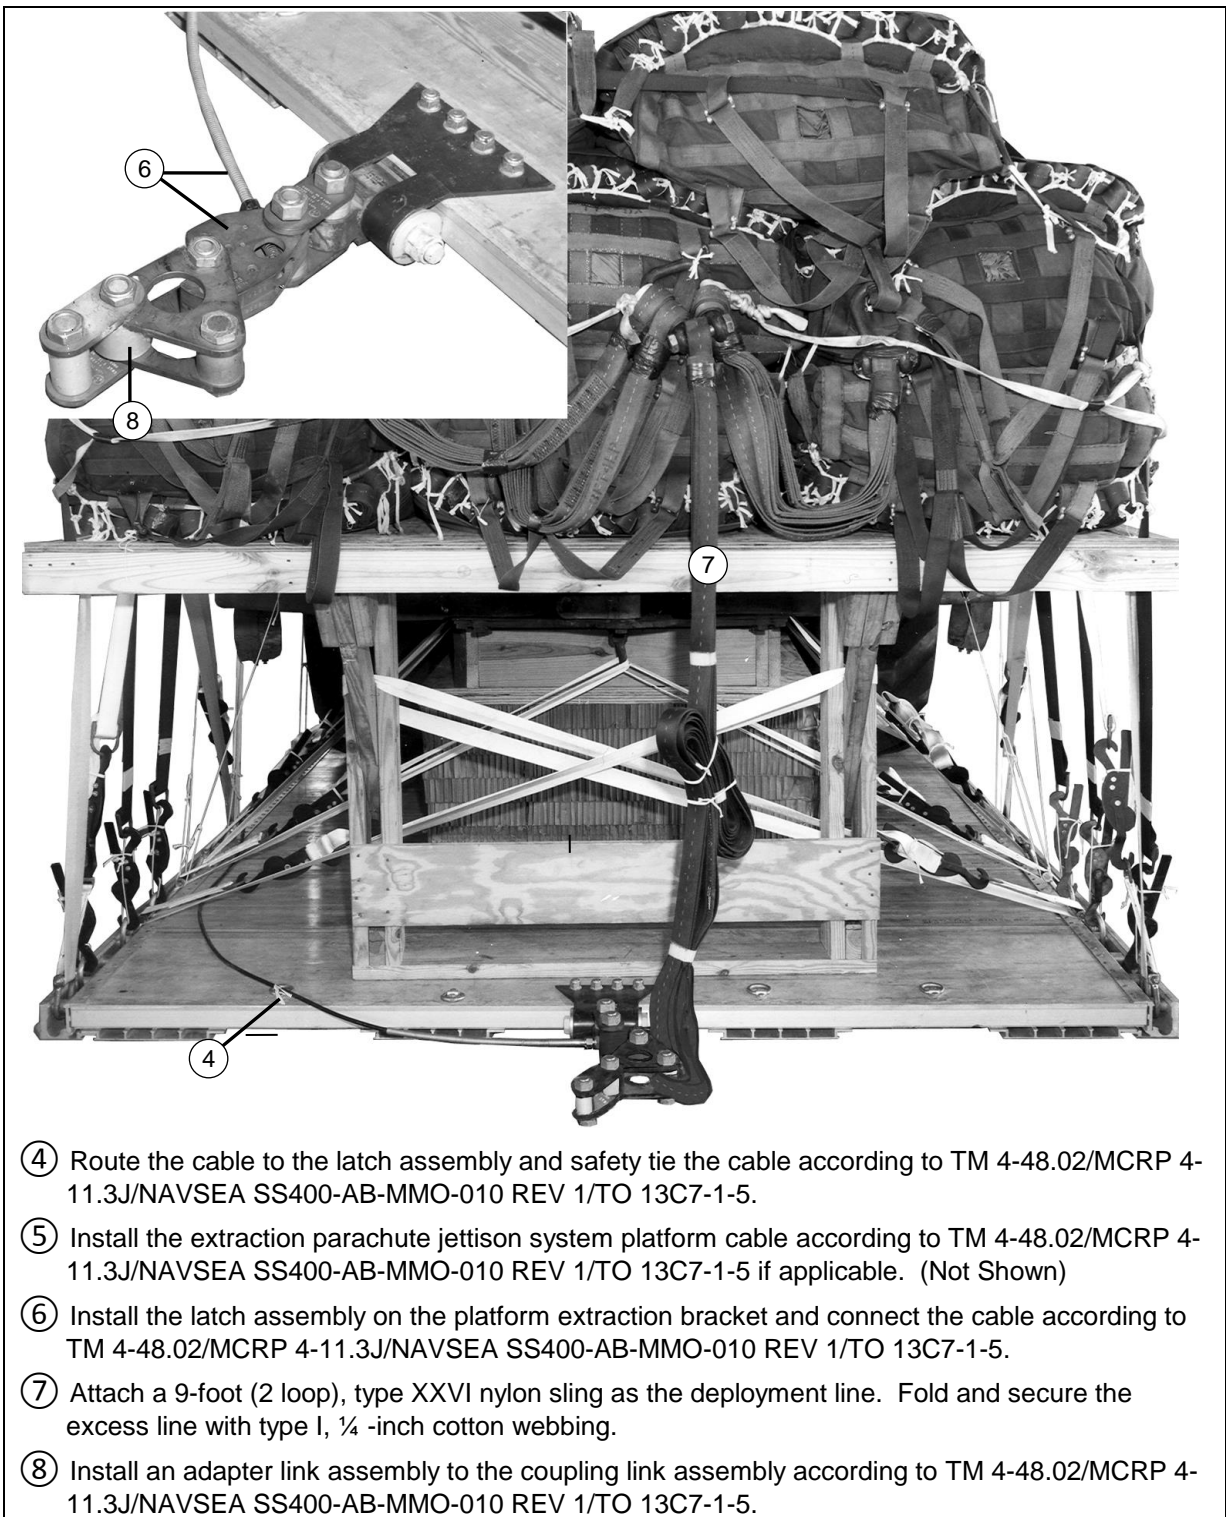 6
8
7
4
④ Route the cable to the latch assembly and safety tie the cable according to TM 4-48.02/MCRP 4-
11.3J/NAVSEA SS400-AB-MMO-010 REV 1/TO 13C7-1-5.
⑤ Install the extraction parachute jettison system platform cable according to TM 4-48.02/MCRP 4-
11.3J/NAVSEA SS400-AB-MMO-010 REV 1/TO 13C7-1-5 if applicable. (Not Shown)
⑥ Install the latch assembly on the platform extraction bracket and connect the cable according to
TM 4-48.02/MCRP 4-11.3J/NAVSEA SS400-AB-MMO-010 REV 1/TO 13C7-1-5.
⑦ Attach a 9-foot (2 loop), type XXVI nylon sling as the deployment line. Fold and secure the
excess line with type I, ¼ -inch cotton webbing.
⑧ Install an adapter link assembly to the coupling link assembly according to TM 4-48.02/MCRP 4-
11.3J/NAVSEA SS400-AB-MMO-010 REV 1/TO 13C7-1-5.